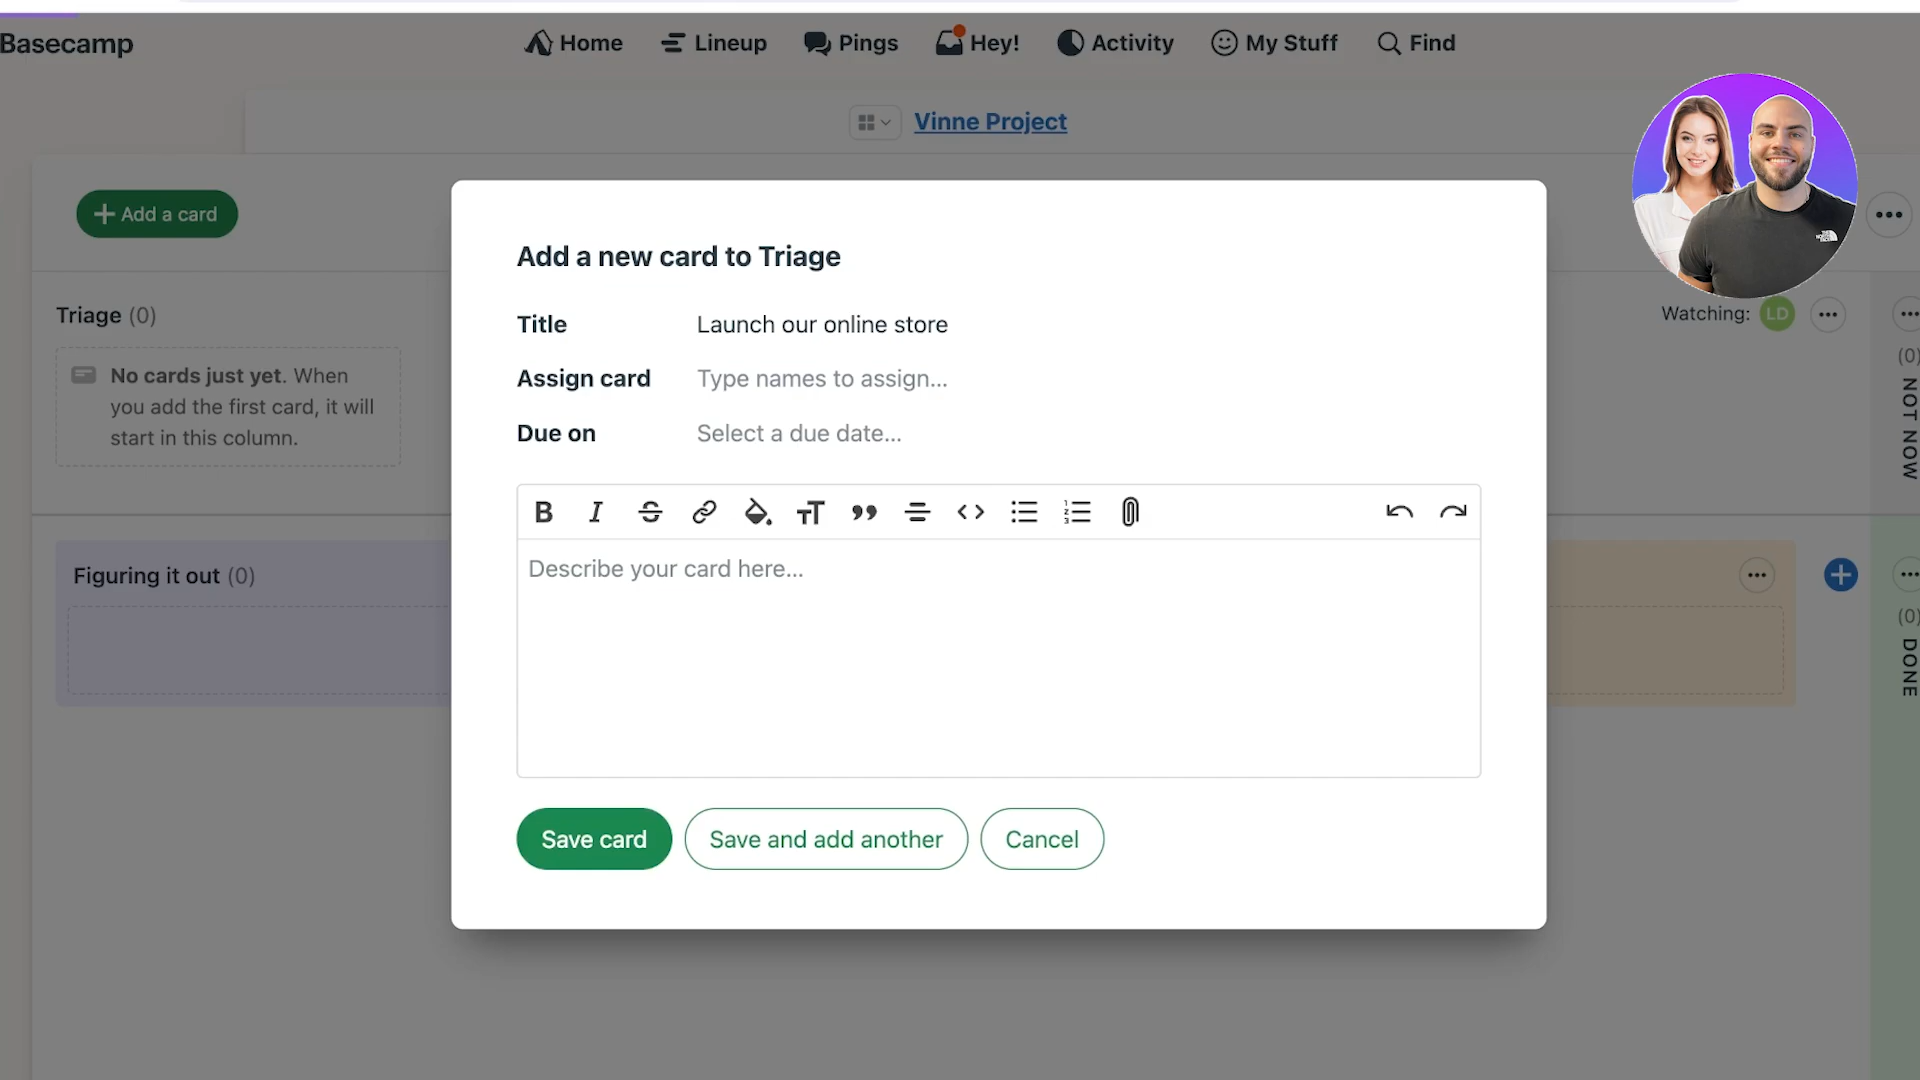 Basecamp
Home
Lineup
Pings
Hey!
Activity
My Stuff
Find
Vinne Project
Add a card
Add a new card to Triage
Title
Launch our online store
Assign card
Type names to assign...
Due on
Select a due date...
Describe your card here...
Save card
Save and add another
Cancel
Triage (0)
No cards just yet. When
you add the first card, it will
start in this column.
Watching:
LD
(0)
NOT NOW
Figuring it out (0)
(0)
DONE
THE
NORTH
FACE